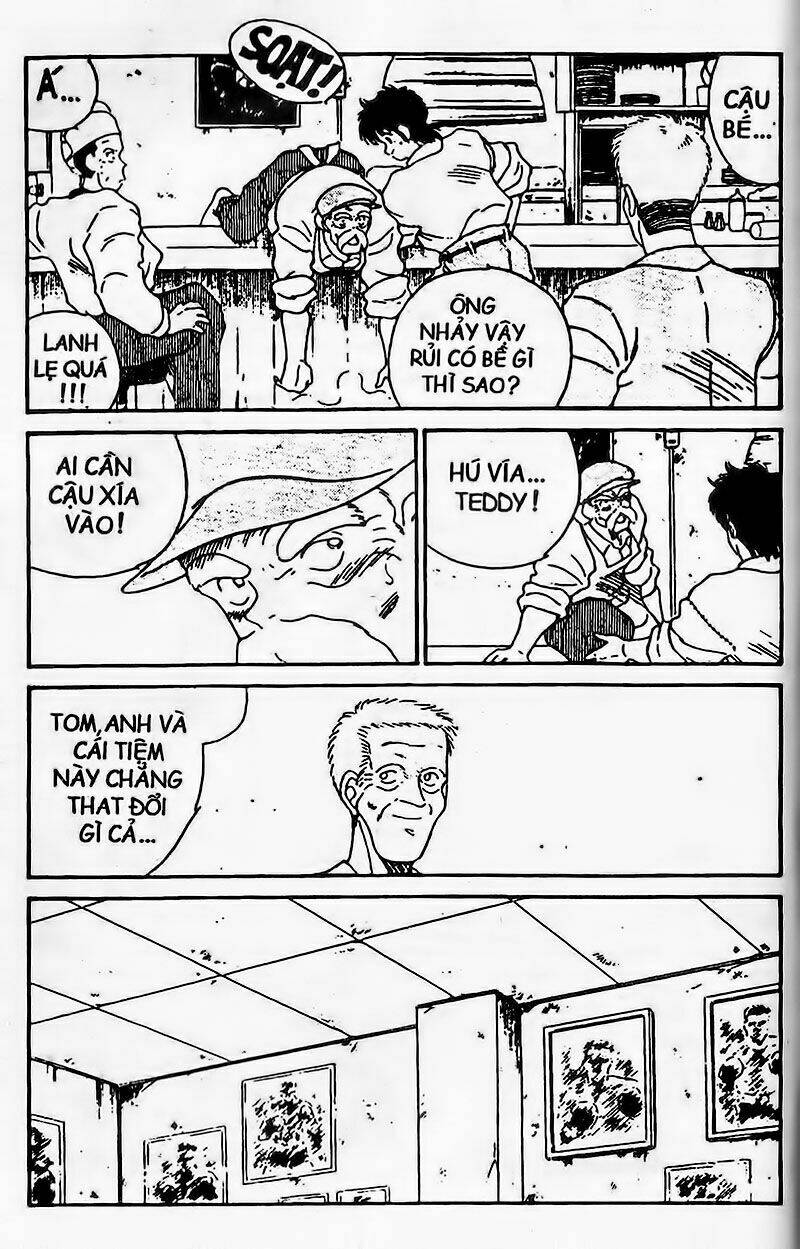 SOẠT!
Á...
CẬU
BÉ...
LANH
LẸ QUÁ
!!!
ÔNG
NHẢY VẬY
RỦI CÓ BỀ GÌ
THÌ SAO?
AI CẦN
CẬU XÍA
VÀO!
HÚ VÍA...
TEDDY!
TOM, ANH VÀ
CÁI TIỆM
NÀY CHẲNG
THAT ĐỔI
GÌ CẢ...